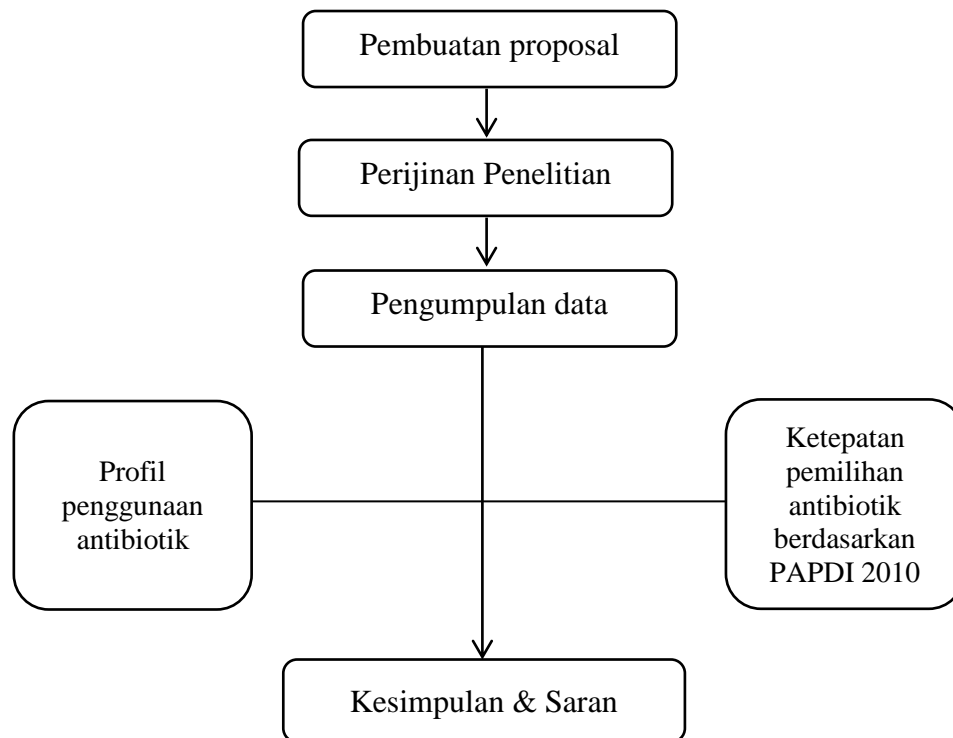 Pembuatan proposal
Perijinan Penelitian
Pengumpulan data
Profil
penggunaan
antibiotik
Ketepatan
pemilihan
antibiotik
berdasarkan
PAPDI 2010
Kesimpulan & Saran